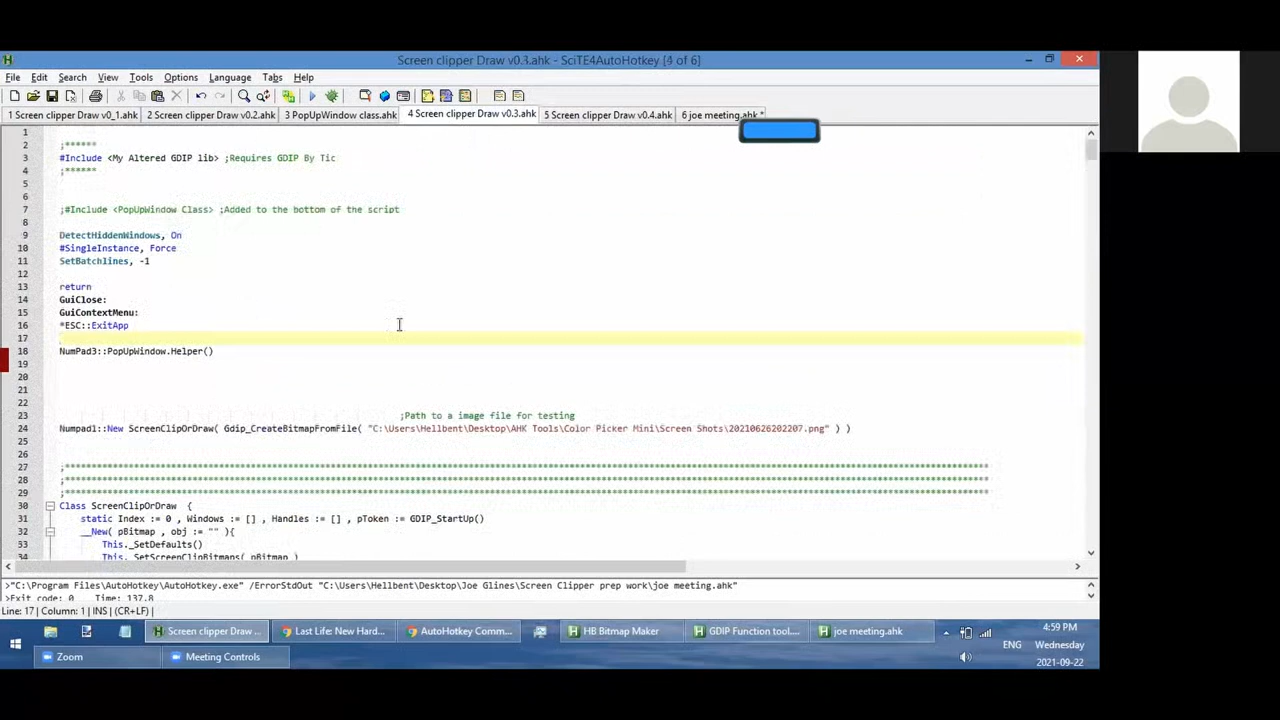 Screen clipper Draw v0.3.ahk - SciTE4AutoHotkey [4 of 6]
File Edit Search View Tools Options Language Tabs Help
1 Screen clipper Draw v0_1.ahk 2 Screen clipper Draw v0.2.ahk 3 PopUpWindow class.ahk 4 Screen clipper Draw v0.3.ahk 5 Screen clipper Draw v0.4.ahk 6 joe meeting.ahk *
1
2 ;******
3 #Include <My Altered GDIP lib> ;Requires GDIP By Tic
4 ;******
5
6
7 ;#Include <PopUpWindow Class> ;Added to the bottom of the script
8
9 DetectHiddenWindows, On
10 #SingleInstance, Force
11 SetBatchlines, -1
12
13 return
14 GuiClose:
15 GuiContextMenu:
16 *ESC::ExitApp
17
18 NumPad3::PopUpWindow.Helper()
19
20
21
22
23 ;Path to a image file for testing
24 Numpad1::New ScreenClipOrDraw( Gdip_CreateBitmapFromFile( "C:\Users\Hellbent\Desktop\AHK Tools\Color Picker Mini\Screen Shots\20210626202207.png" ) )
25
26
27 ;************************************************************************************************************************************
28 ;************************************************************************************************************************************
29 ;************************************************************************************************************************************
30 Class ScreenClipOrDraw {
31 static Index := 0 , Windows := [] , Handles := [] , pToken := GDIP_StartUp()
32 __New( pBitmap , obj := "" ){
33 This._SetDefaults()
34 This._SetScreenClipBitmaps( pBitmap )
>"C:\Program Files\AutoHotkey\AutoHotkey.exe" /ErrorStdOut "C:\Users\Hellbent\Desktop\Joe Glines\Screen Clipper prep work\joe meeting.ahk"
>Exit code: 0 Time: 137.8
Line: 17 | Column: 1 | INS | (CR+LF) |
Screen clipper Draw ... Last Life: New Hard... AutoHotkey Comm... HB Bitmap Maker GDIP Function tool.... joe meeting.ahk
4:59 PM
ENG Wednesday
Zoom Meeting Controls
2021-09-22